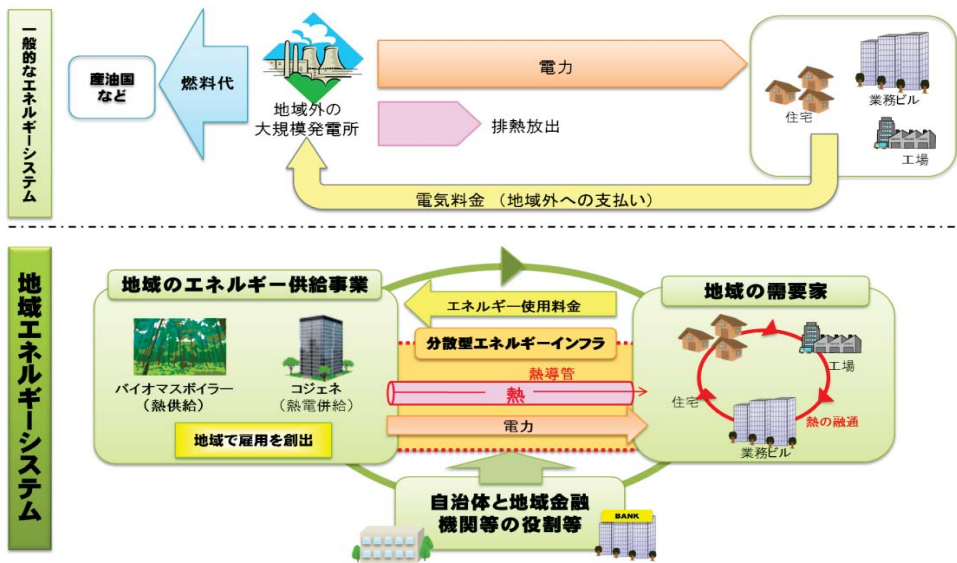 一般的なエネルギーシステム
産油国
など
燃料代
地域外の
大規模発電所
電力
排熱放出
住宅
業務ビル
工場
電気料金 (地域外への支払い)
地域エネルギーシステム
地域のエネルギー供給事業
バイオマスボイラー
(熱供給)
コジェネ
(熱電併給)
地域で雇用を創出
エネルギー使用料金
分散型エネルギーインフラ
熱導管
熱
電力
地域の需要家
工場
住宅
熱の融通
業務ビル
自治体と地域金融
機関等の役割等
BANK